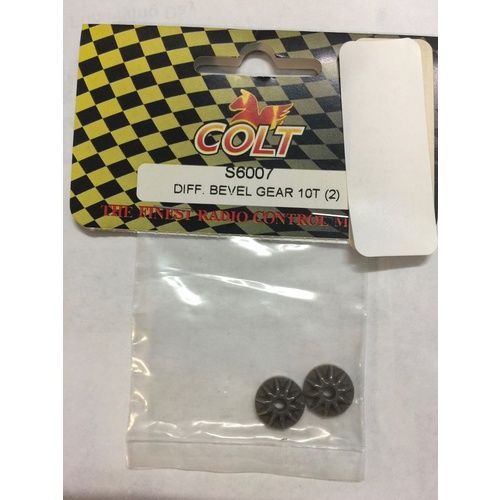 COLT
S6007
DIFF. BEVEL GEAR 10T (2)
THE FINEST RADIO CONTROL M